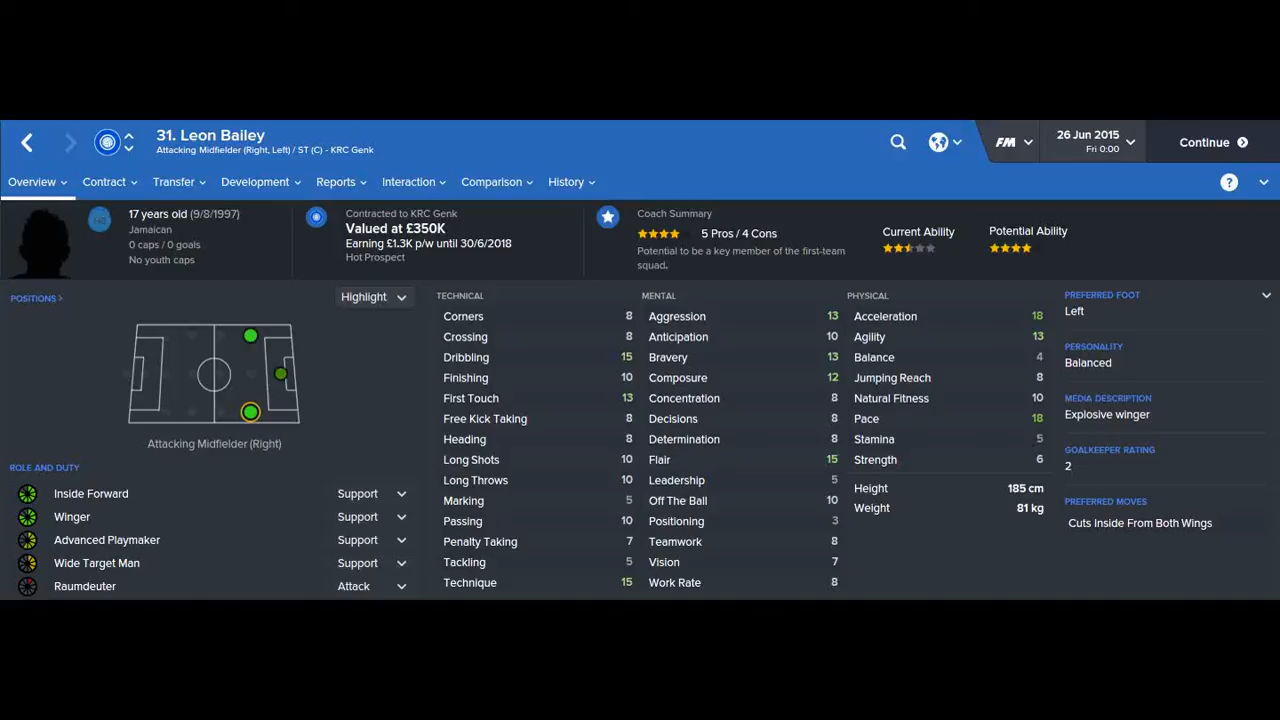 31. Leon Bailey
Attacking Midfielder (Right, Left) / ST (C) - KRC Genk
FM
26 Jun 2015
Fri 0:00
Continue
Overview
Contract
Transfer
Development
Reports
Interaction
Comparison
History
?
17 years old (9/8/1997)
Jamaican
0 caps / 0 goals
No youth caps
Contracted to KRC Genk
Valued at £350K
Earning £1.3K p/w until 30/6/2018
Hot Prospect
Coach Summary
5 Pros / 4 Cons
Potential to be a key member of the first-team
squad.
Current Ability
Potential Ability
POSITIONS >
Highlight
Attacking Midfielder (Right)
ROLE AND DUTY
Inside Forward Support
Winger Support
Advanced Playmaker Support
Wide Target Man Support
Raumdeuter Attack
TECHNICAL
Corners 8
Crossing 8
Dribbling 15
Finishing 10
First Touch 13
Free Kick Taking 8
Heading 8
Long Shots 10
Long Throws 10
Marking 5
Passing 10
Penalty Taking 7
Tackling 5
Technique 15
MENTAL
Aggression 13
Anticipation 10
Bravery 13
Composure 12
Concentration 8
Decisions 8
Determination 8
Flair 15
Leadership 5
Off The Ball 10
Positioning 3
Teamwork 8
Vision 7
Work Rate 8
PHYSICAL
Acceleration 18
Agility 13
Balance 4
Jumping Reach 8
Natural Fitness 10
Pace 18
Stamina 5
Strength 6
Height 185 cm
Weight 81 kg
PREFERRED FOOT
Left
PERSONALITY
Balanced
MEDIA DESCRIPTION
Explosive winger
GOALKEEPER RATING
2
PREFERRED MOVES
Cuts Inside From Both Wings